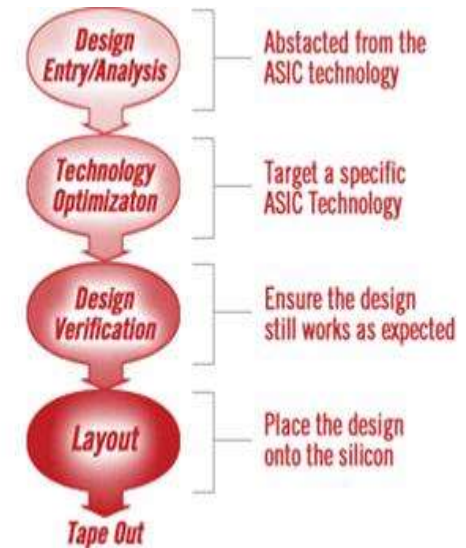 Design
Entry/Analysis
Abstacted from the
ASIC technology
Technology
Optimizaton
Target a specific
ASIC Technology
Design
Verification
Ensure the design
still works as expected
Layout
Place the design
onto the silicon
Tape Out